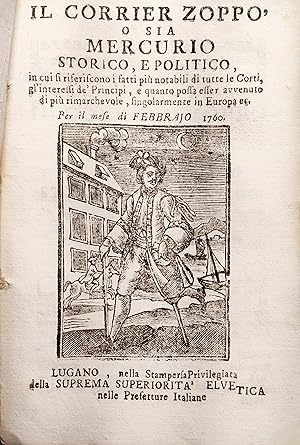 IL CORRIER ZOPPO'
O SIA
MERCURIO
STORICO, E POLITICO,
in cui si riferiscono i fatti più notabili di tutte le Corti,
gl'interessi de' Principi, e quanto possa esser avvenuto
di più rimarchevole, singolarmente in Europa ec.
Per il mese di FEBBRAJO 1760.
LUGANO, nella Stamperia Privilegiata
della SUPREMA SUPERIORITA' ELVETICA
nelle Prefetture Italiane